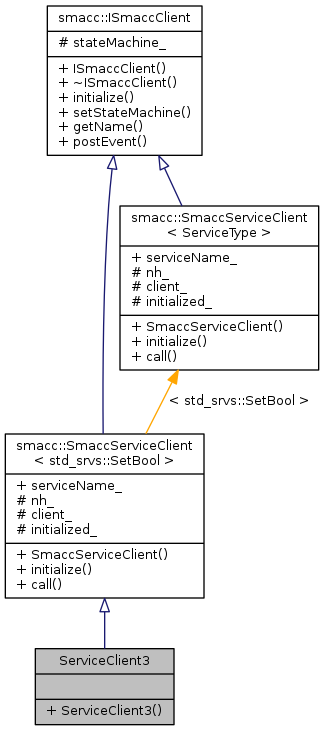 smacc::ISmaccClient
# stateMachine_
+ ISmaccClient()
+ ~ISmaccClient()
+ initialize()
+ setStateMachine()
+ getName()
+ postEvent()
smacc::SmaccServiceClient
< ServiceType >
+ serviceName_
# nh_
# client_
# initialized_
+ SmaccServiceClient()
+ initialize()
+ call()
< std_srvs::SetBool >
smacc::SmaccServiceClient
< std_srvs::SetBool >
+ serviceName_
# nh_
# client_
# initialized_
+ SmaccServiceClient()
+ initialize()
+ call()
ServiceClient3
+ ServiceClient3()